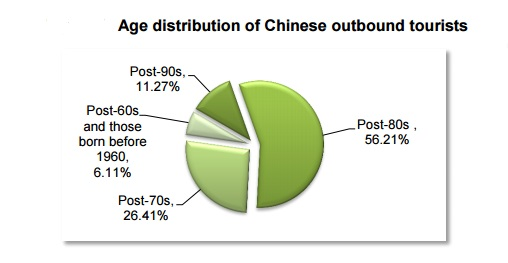 Age distribution of Chinese outbound tourists
Post-90s,
11.27%
Post-60s
and those
born before
1960,
6.11%
Post-70s,
26.41%
Post-80s ,
56.21%